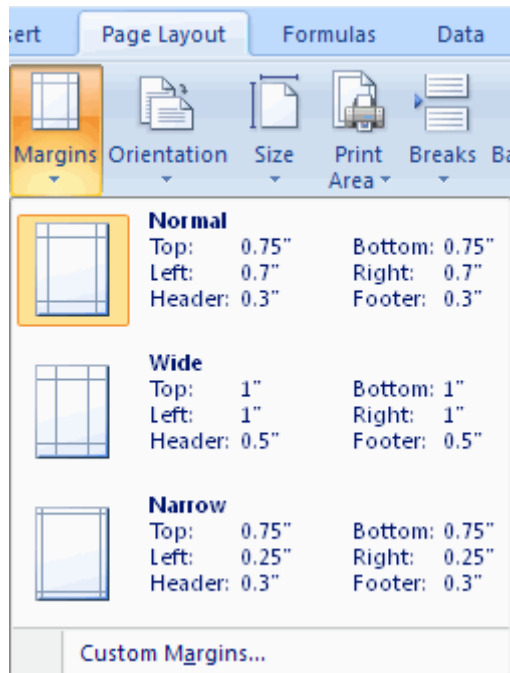 sert Page Layout Formulas Data
Margins Orientation Size Print Area Breaks Ba
Normal
Top: 0.75" Bottom: 0.75"
Left: 0.7" Right: 0.7"
Header: 0.3" Footer: 0.3"
Wide
Top: 1" Bottom: 1"
Left: 1" Right: 1"
Header: 0.5" Footer: 0.5"
Narrow
Top: 0.75" Bottom: 0.75"
Left: 0.25" Right: 0.25"
Header: 0.3" Footer: 0.3"
Custom Margins...